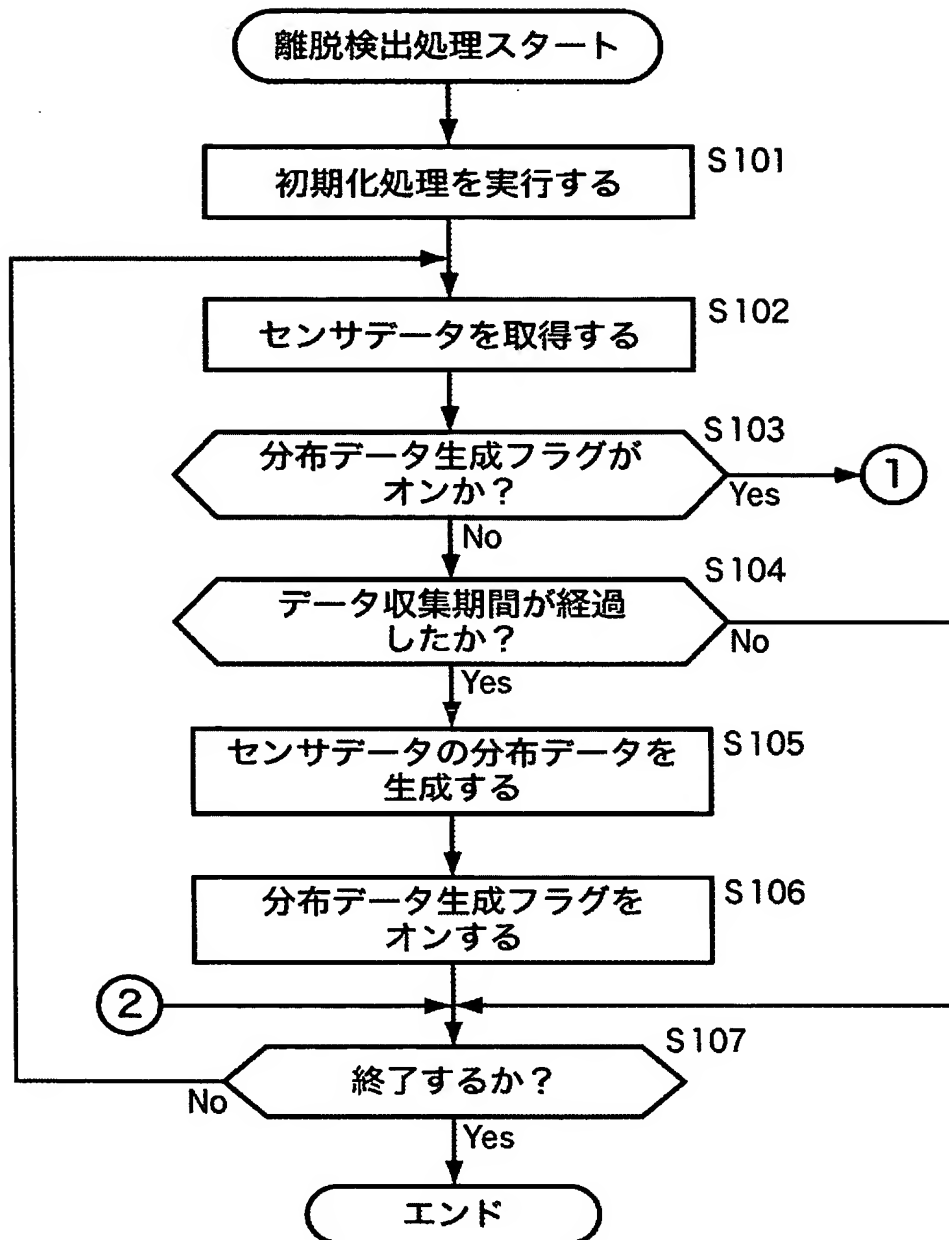 離脱検出処理スタート
S101
初期化処理を実行する
S102
センサデータを取得する
S103
分布データ生成フラグが
オンか？
Yes
1
No
S104
データ収集期間が経過
したか？
No
Yes
S105
センサデータの分布データを
生成する
S106
分布データ生成フラグを
オンする
2
S107
終了するか？
No
Yes
エンド